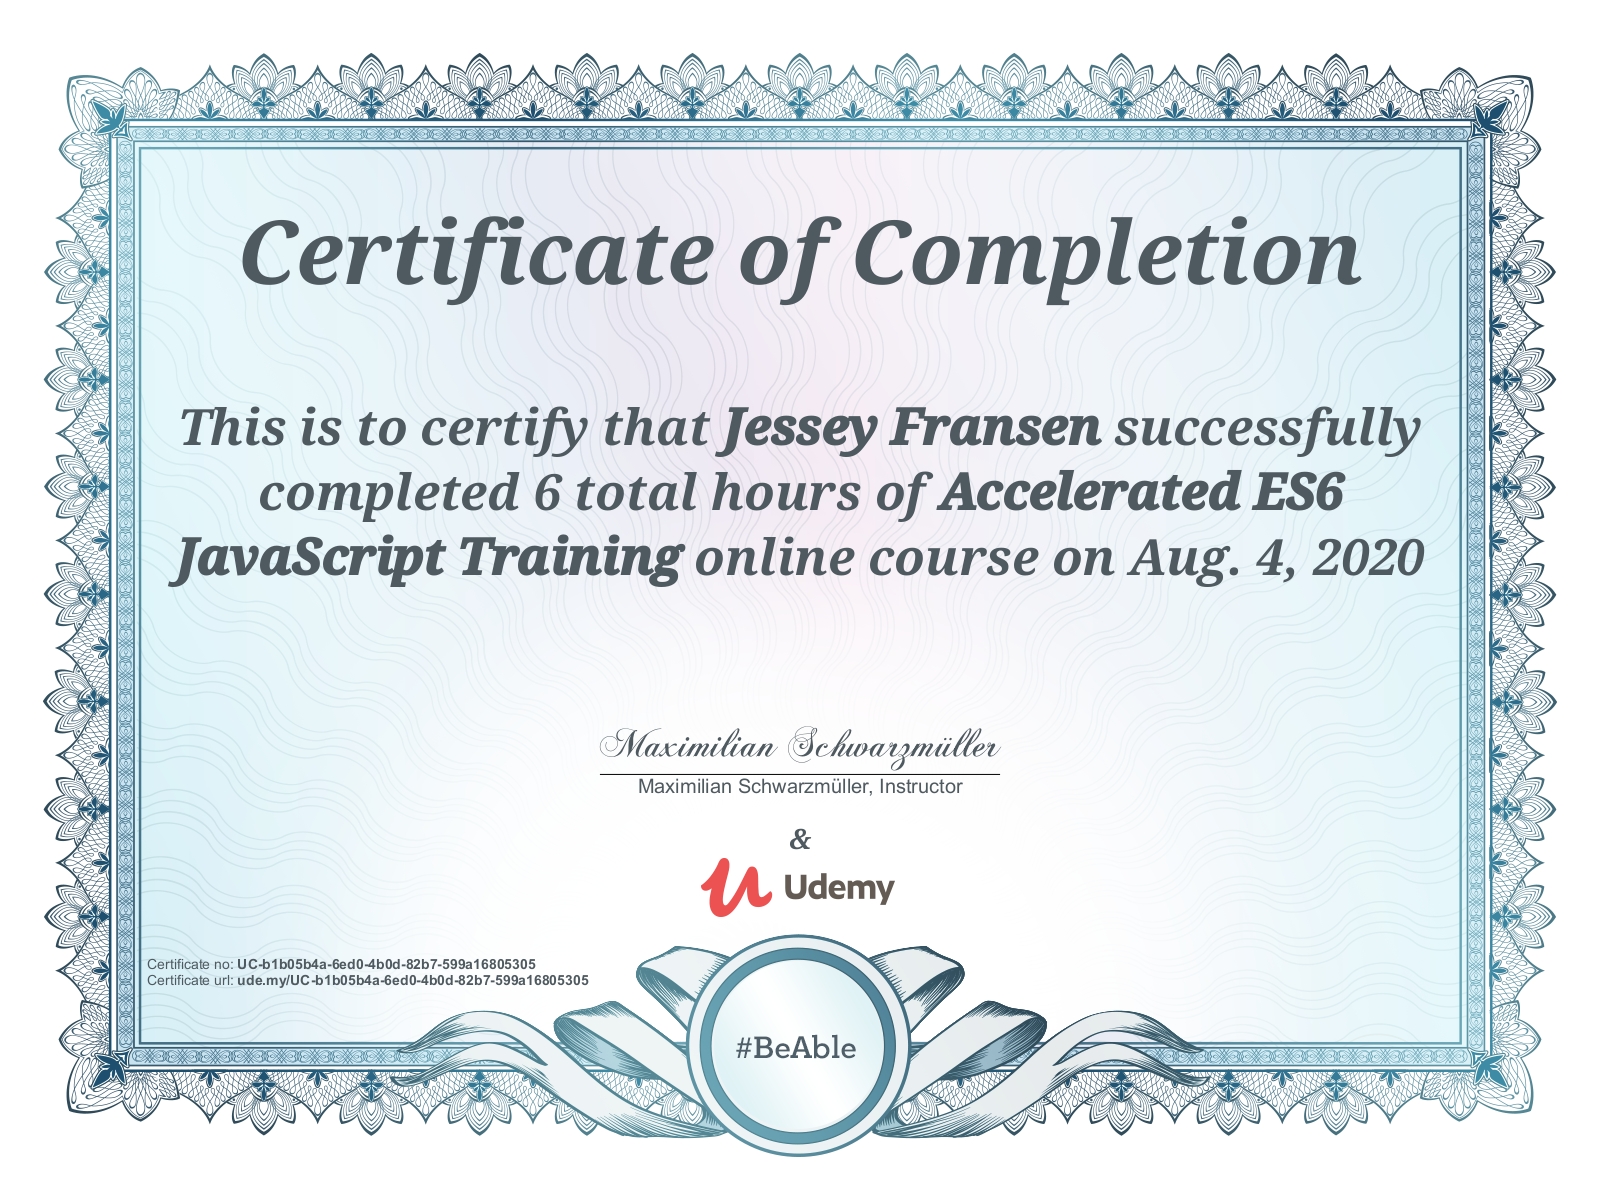 Certificate of Completion
This is to certify that Jessey Fransen successfully
completed 6 total hours of Accelerated ES6
JavaScript Training online course on Aug. 4, 2020
Maximilian Schwarzmüller
Maximilian Schwarzmüller, Instructor
&
Udemy
Certificate no: UC-b1b05b4a-6ed0-4b0d-82b7-599a16805305
Certificate url: ude.my/UC-b1b05b4a-6ed0-4b0d-82b7-599a16805305
#BeAble